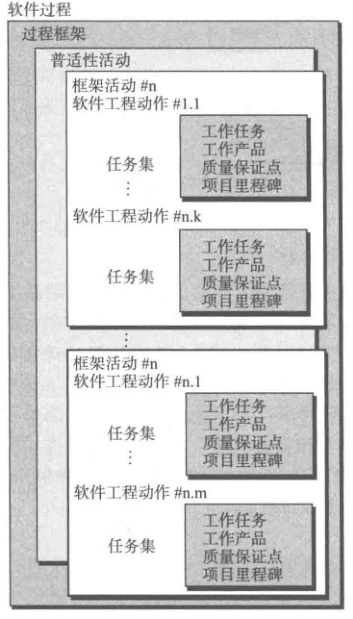 软件过程
过程框架
普适性活动
框架活动 #n
软件工程动作 #1.1
工作任务
工作产品
质量保证点
项目里程碑
任务集
⋮
软件工程动作 #n.k
工作任务
工作产品
质量保证点
项目里程碑
任务集
⋮
框架活动 #n
软件工程动作 #n.1
工作任务
工作产品
质量保证点
项目里程碑
任务集
⋮
软件工程动作 #n.m
工作任务
工作产品
质量保证点
项目里程碑
任务集